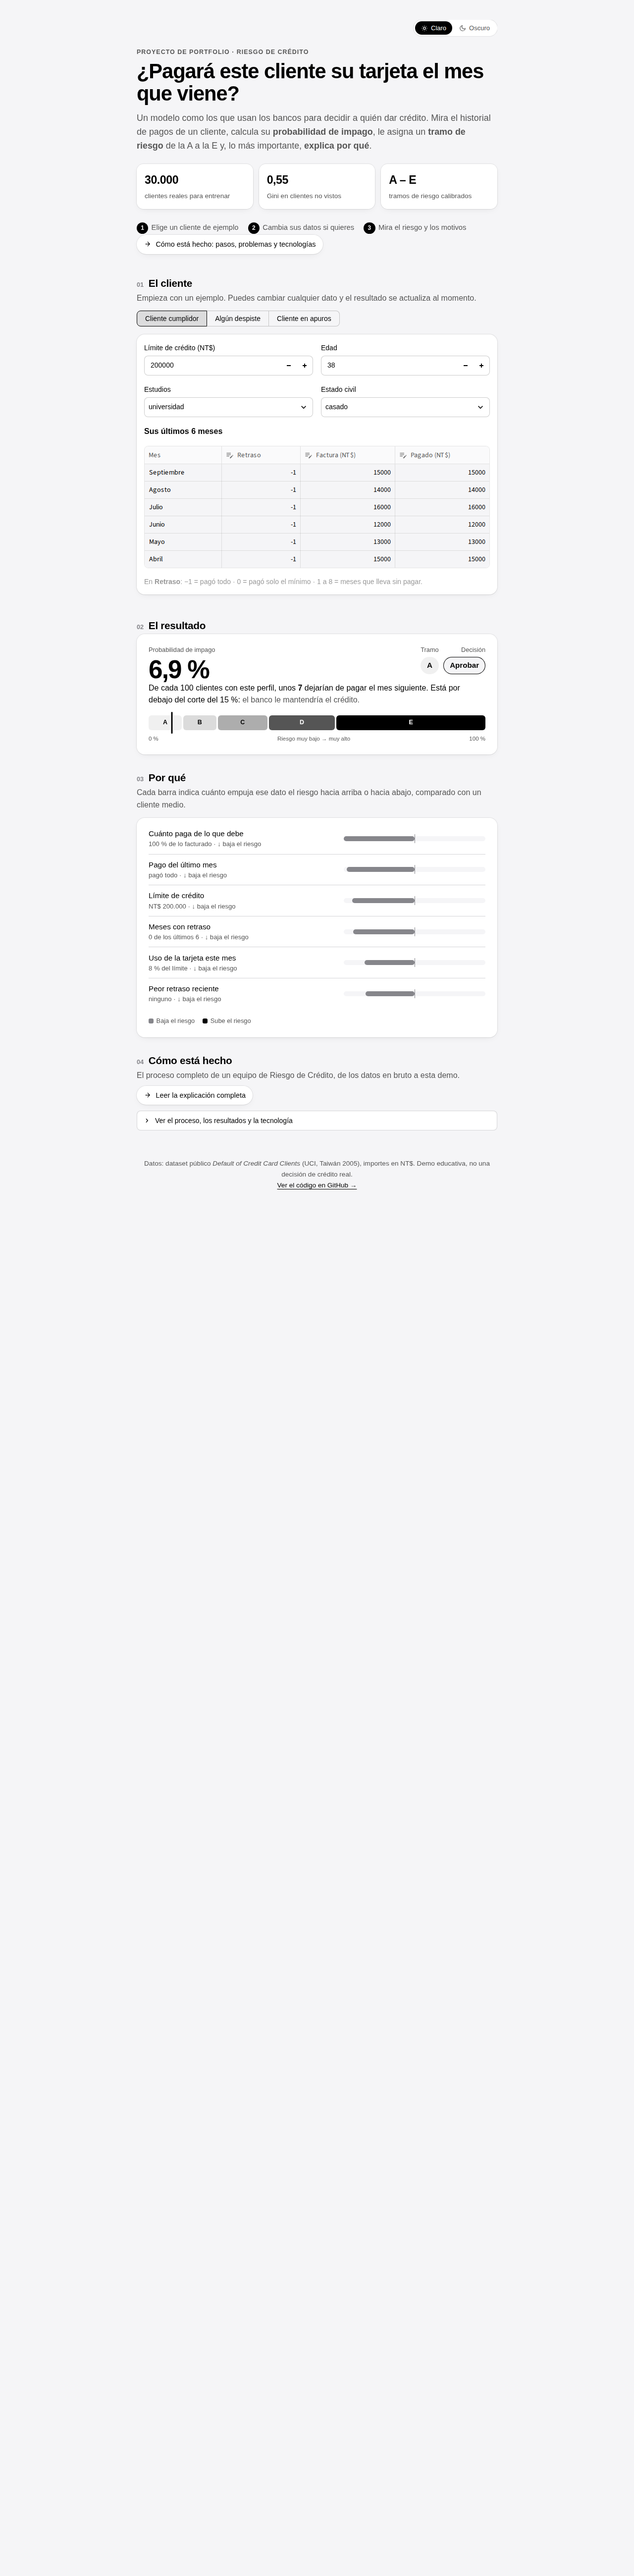 Claro
Oscuro
PROYECTO DE PORTFOLIO · RIESGO DE CRÉDITO
¿Pagará este cliente su tarjeta el mes
que viene?
Un modelo como los que usan los bancos para decidir a quién dar crédito. Mira el historial
de pagos de un cliente, calcula su probabilidad de impago, le asigna un tramo de
riesgo de la A a la E y, lo más importante, explica por qué.
30.000
clientes reales para entrenar
0,55
Gini en clientes no vistos
A – E
tramos de riesgo calibrados
1 Elige un cliente de ejemplo 2 Cambia sus datos si quieres 3 Mira el riesgo y los motivos
→ Cómo está hecho: pasos, problemas y tecnologías
01 El cliente
Empieza con un ejemplo. Puedes cambiar cualquier dato y el resultado se actualiza al momento.
Cliente cumplidor Algún despiste Cliente en apuros
Límite de crédito (NT$) Edad
200000 − + 38 − +
Estudios Estado civil
universidad casado
Sus últimos 6 meses
Mes Retraso Factura (NT$) Pagado (NT$)
Septiembre -1 15000 15000
Agosto -1 14000 14000
Julio -1 16000 16000
Junio -1 12000 12000
Mayo -1 13000 13000
Abril -1 15000 15000
En Retraso: −1 = pagó todo · 0 = pagó solo el mínimo · 1 a 8 = meses que lleva sin pagar.
02 El resultado
Probabilidad de impago Tramo Decisión
6,9 % A Aprobar
De cada 100 clientes con este perfil, unos 7 dejarían de pagar el mes siguiente. Está por
debajo del corte del 15 %: el banco le mantendría el crédito.
A B C D E
0 % Riesgo muy bajo → muy alto 100 %
03 Por qué
Cada barra indica cuánto empuja ese dato el riesgo hacia arriba o hacia abajo, comparado con un
cliente medio.
Cuánto paga de lo que debe
100 % de lo facturado · ↓ baja el riesgo
Pago del último mes
pagó todo · ↓ baja el riesgo
Límite de crédito
NT$ 200.000 · ↓ baja el riesgo
Meses con retraso
0 de los últimos 6 · ↓ baja el riesgo
Uso de la tarjeta este mes
8 % del límite · ↓ baja el riesgo
Peor retraso reciente
ninguno · ↓ baja el riesgo
Baja el riesgo Sube el riesgo
04 Cómo está hecho
El proceso completo de un equipo de Riesgo de Crédito, de los datos en bruto a esta demo.
→ Leer la explicación completa
Ver el proceso, los resultados y la tecnología
Datos: dataset público Default of Credit Card Clients (UCI, Taiwán 2005), importes en NT$. Demo educativa, no una
decisión de crédito real.
Ver el código en GitHub →